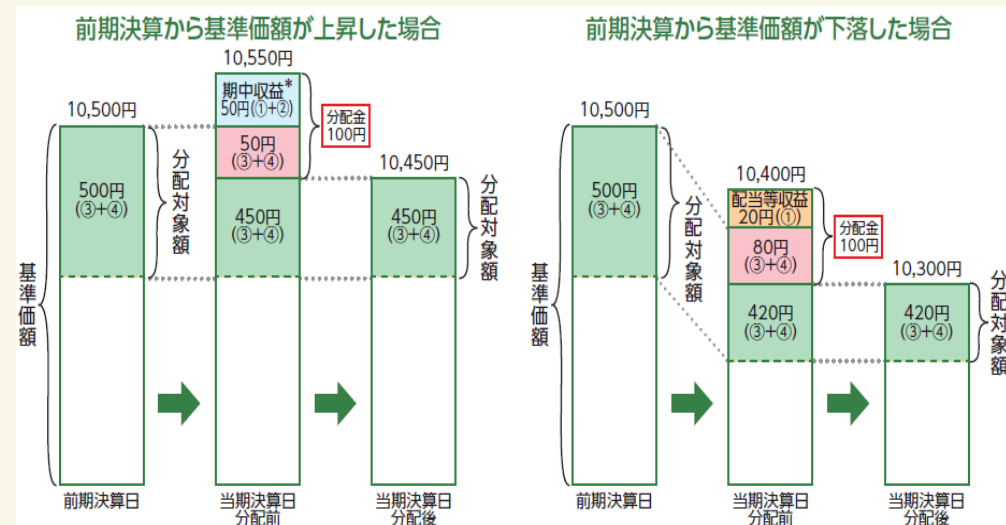 前期決算から基準価額が上昇した場合
10,550円
10,500円
期中収益*
50円(①+②)
分配金
100円
50円
(③+④)
10,450円
500円
(③+④)
分配対象額
450円
(③+④)
450円
(③+④)
分配対象額
基準価額
前期決算日
当期決算日
分配前
当期決算日
分配後
前期決算から基準価額が下落した場合
10,500円
10,400円
500円
(③+④)
分配対象額
配当等収益
20円(①)
分配金
100円
80円
(③+④)
10,300円
420円
(③+④)
420円
(③+④)
分配対象額
基準価額
前期決算日
当期決算日
分配前
当期決算日
分配後